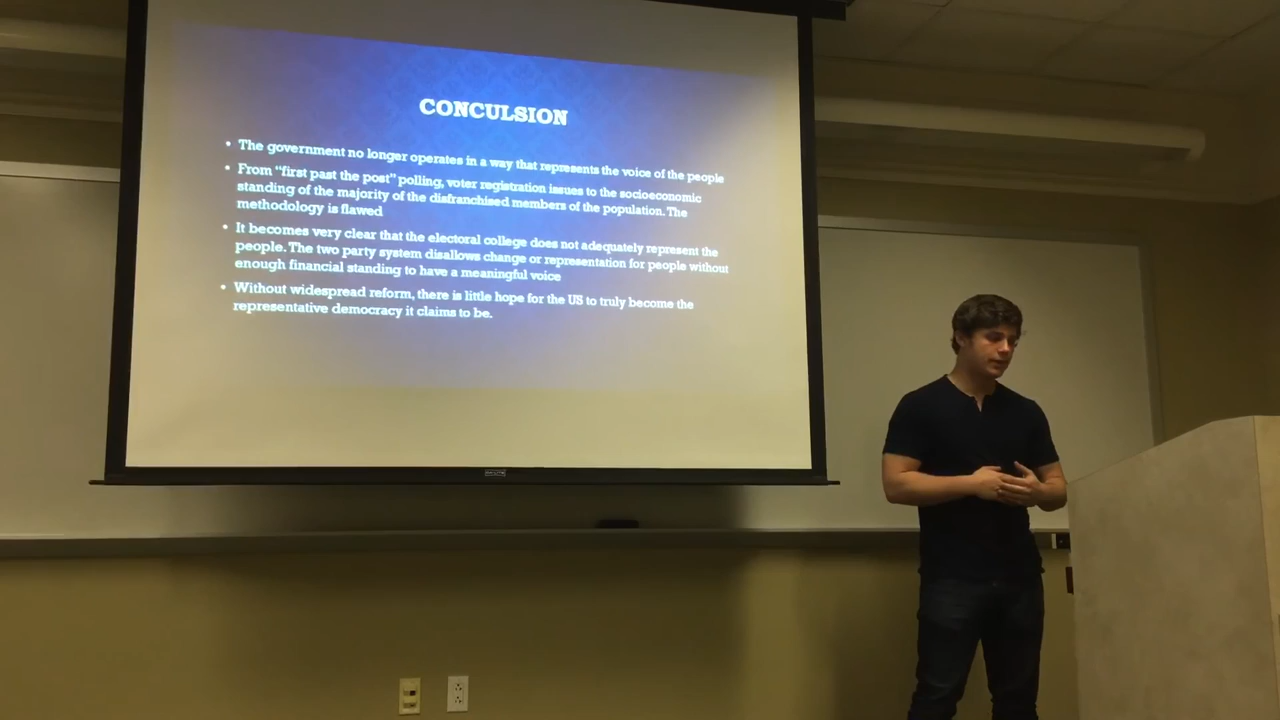 CONCULSION
• The government no longer operates in a way that represents the voice of the people
• From "first past the post" polling, voter registration issues to the socioeconomic
standing of the majority of the disfranchised members of the population. The
methodology is flawed
• It becomes very clear that the electoral college does not adequately represent the
people. The two party system disallows change or representation for people without
enough financial standing to have a meaningful voice
• Without widespread reform, there is little hope for the US to truly become the
representative democracy it claims to be.